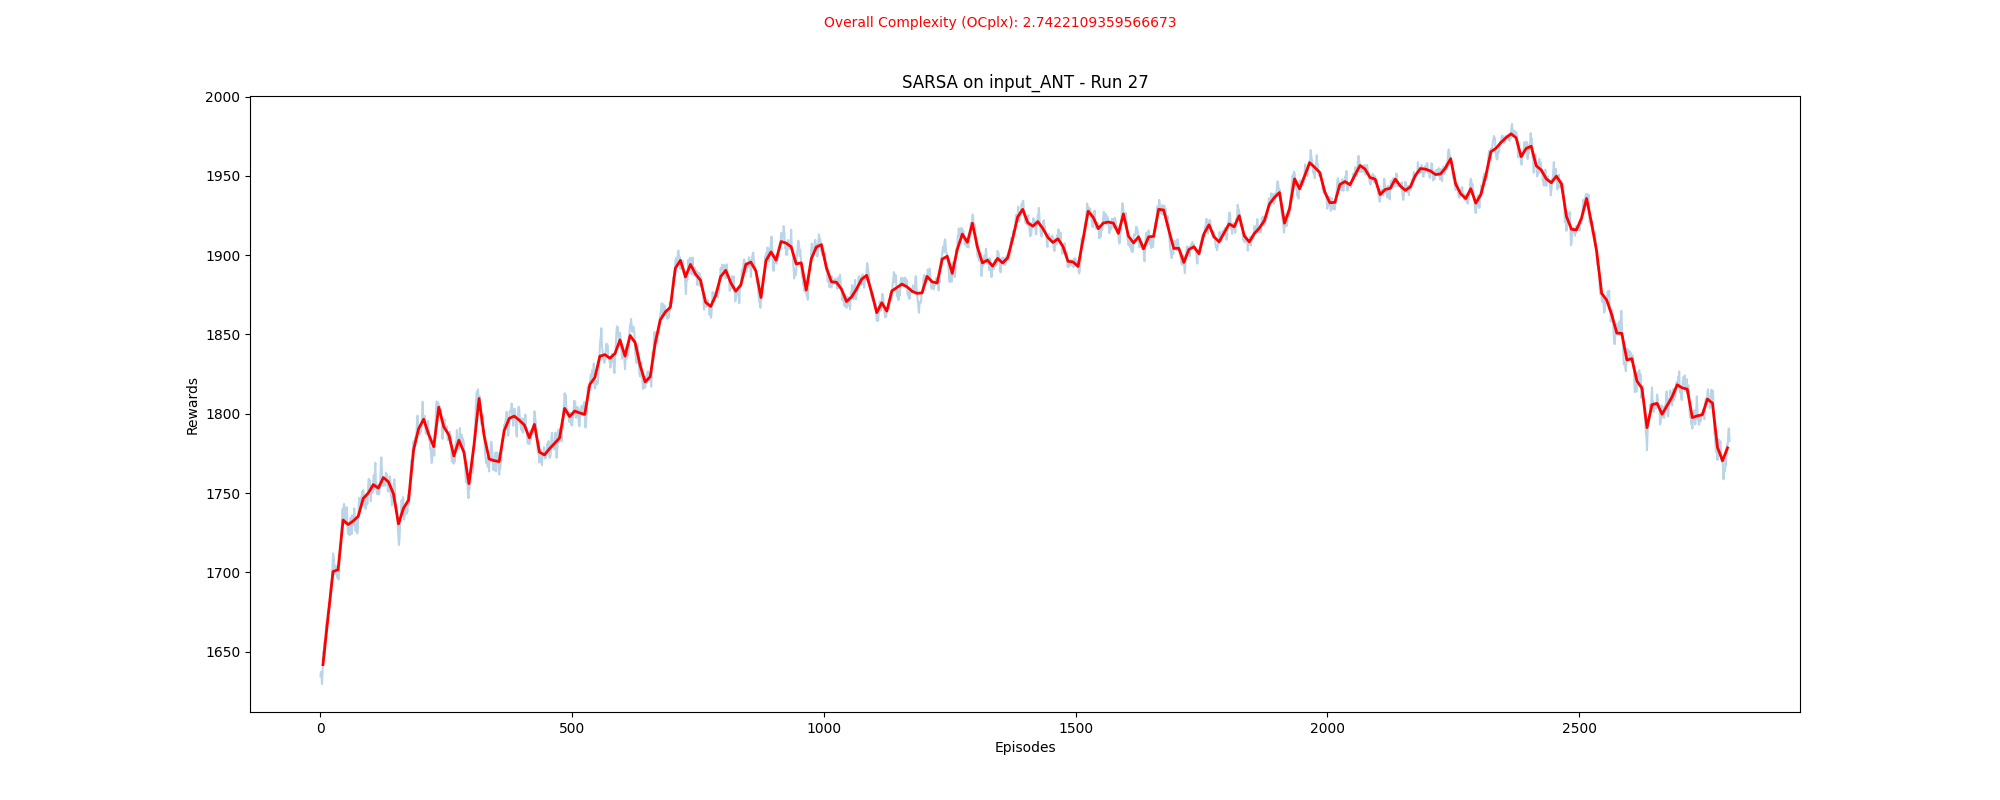 Overall Complexity (OCplx): 2.7422109359566673
SARSA on input_ANT - Run 27
2000
1950
1900
1850
1800
1750
1700
1650
Rewards
0 500 1000 1500 2000 2500
Episodes